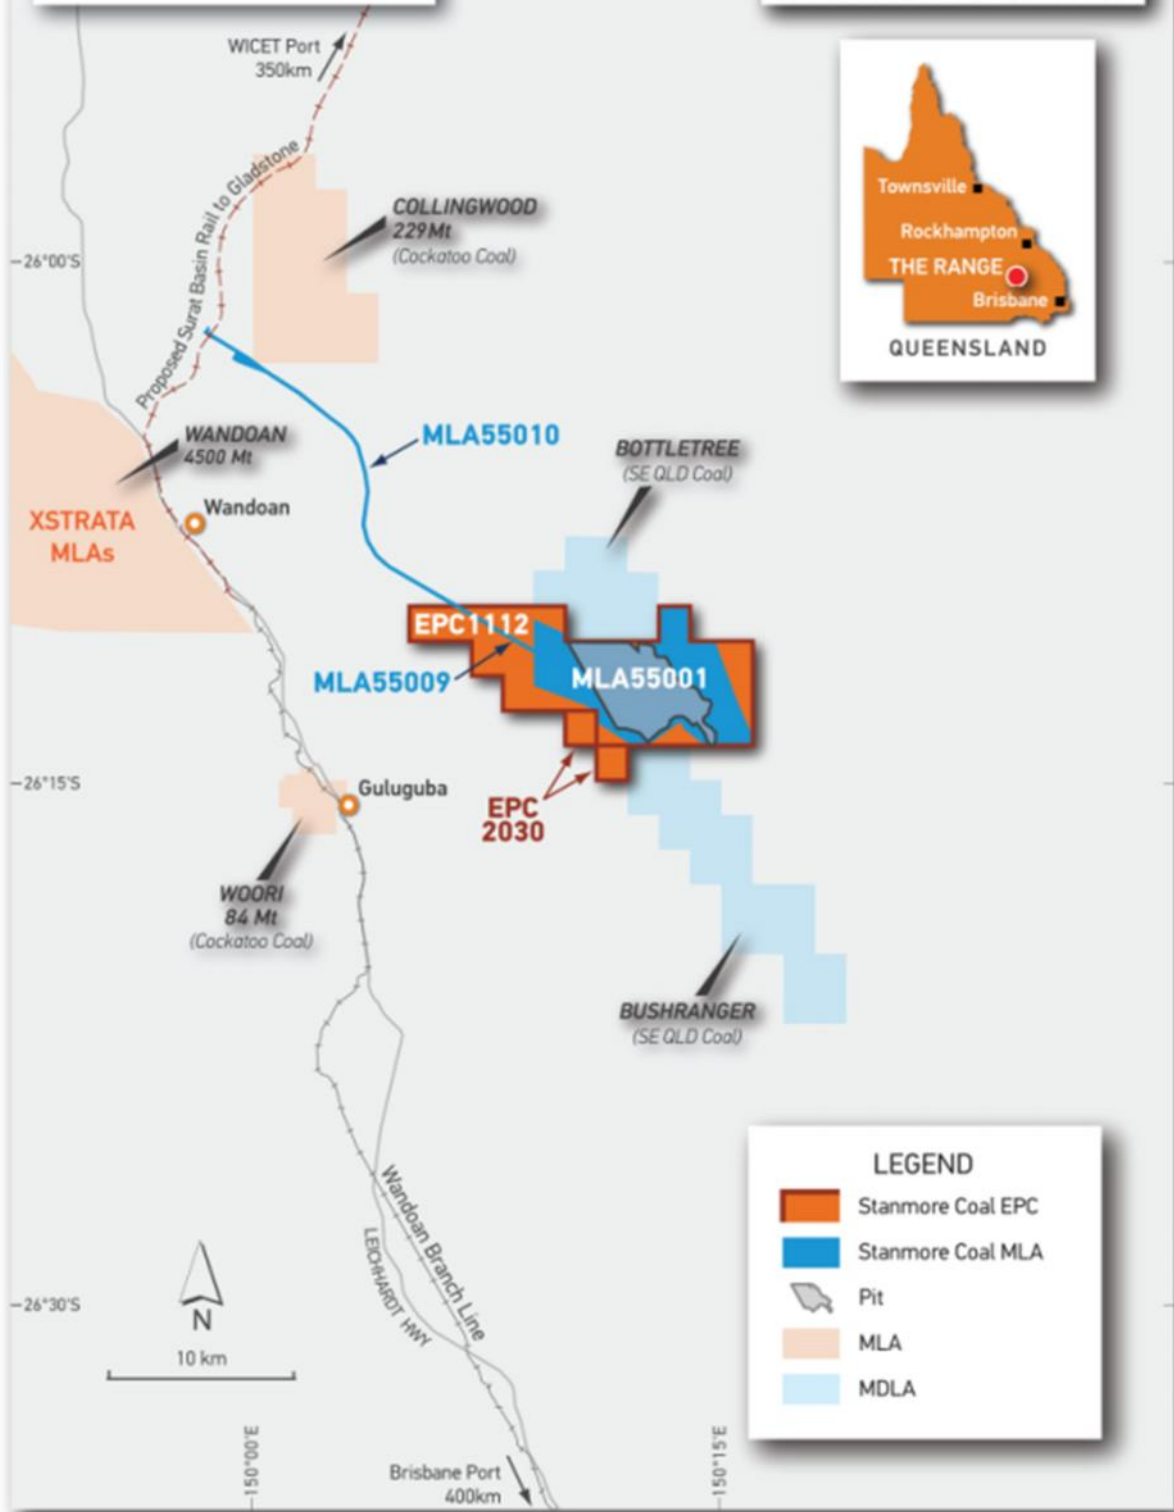 WICET Port
350km
Proposed Surat Basin Rail to Gladstone
COLLINGWOOD
229Mt
(Cockatoo Coal)
Townsville
Rockhampton
THE RANGE
Brisbane
QUEENSLAND
26°00'S
MLA55010
WANDOAN
4500 Mt
BOTTLETREE
(SE QLD Coal)
XSTRATA
MLAs
Wandoan
EPC1112
MLA55009
MLA55001
26°15'S
Guluguba
EPC
2030
WOORI
84 Mt
(Cockatoo Coal)
BUSHRANGER
(SE QLD Coal)
Wandoan Branch Line
LEICHHARDT HWY
26°30'S
N
10 km
LEGEND
Stanmore Coal EPC
Stanmore Coal MLA
Pit
MLA
MDLA
150°00'E
150°15'E
Brisbane Port
400km